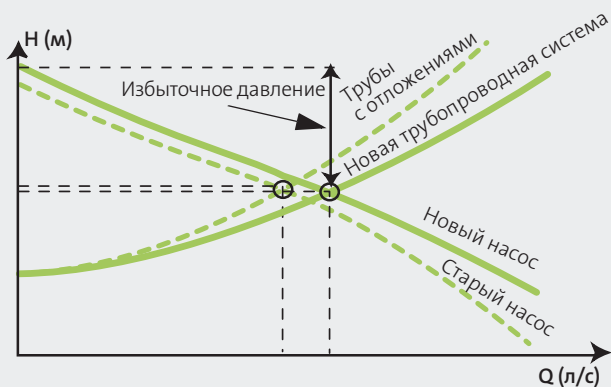 H (м)
Избыточное давление
Трубы
с отложениями
Новая трубопроводная система
Новый насос
Старый насос
Q (л/с)